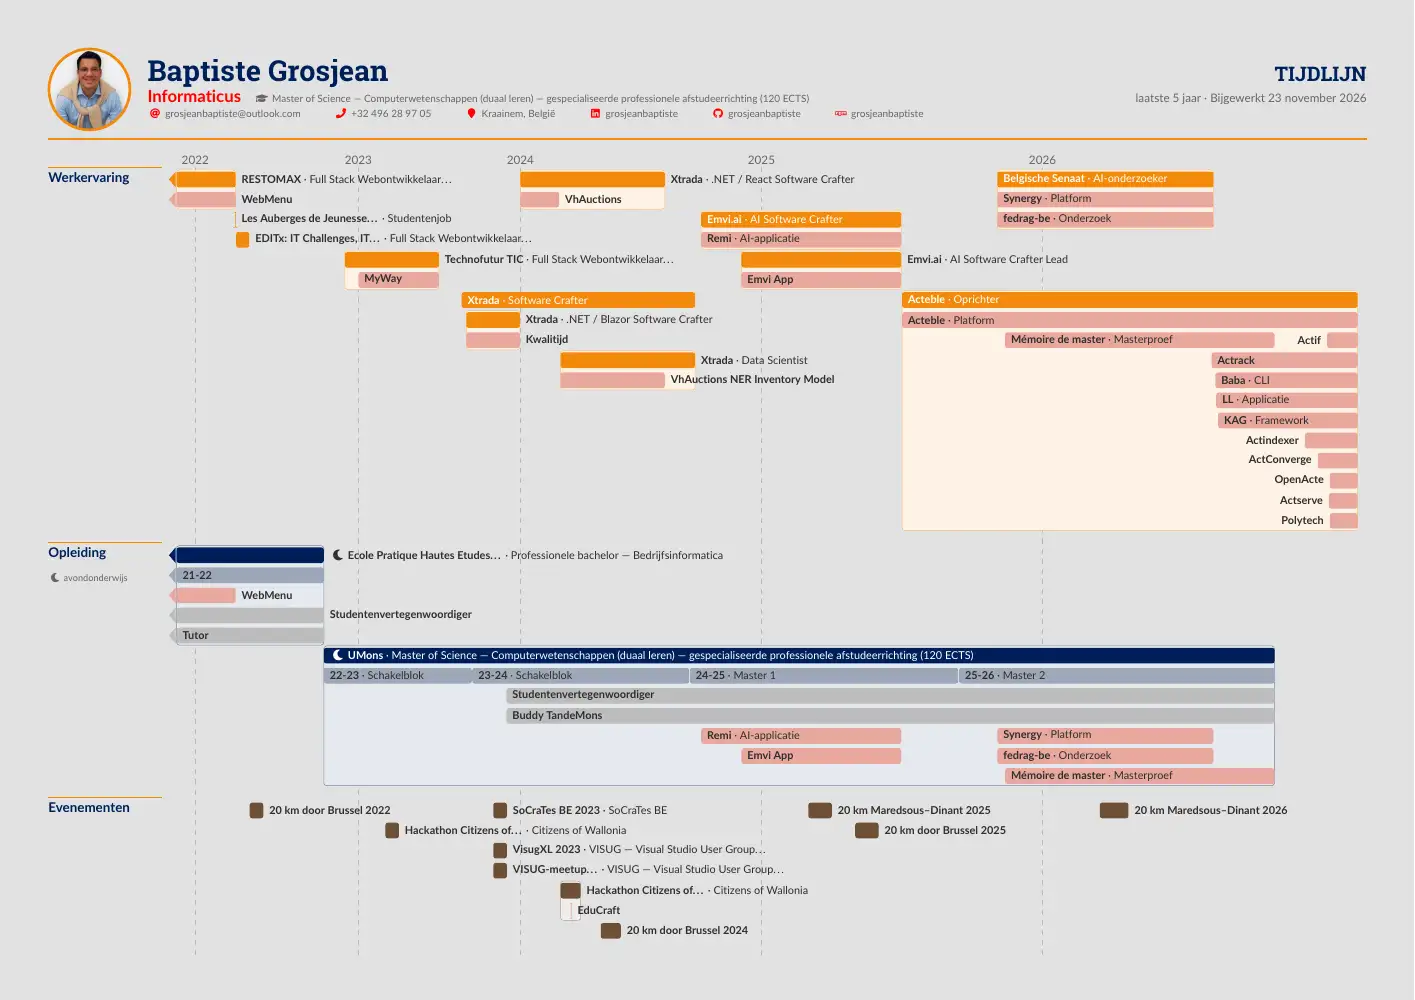 Baptiste Grosjean
TIJDLIJN
Informaticus Master of Science — Computerwetenschappen (duaal leren) — gespecialiseerde professionele afstudeerrichting (120 ECTS)
laatste 5 jaar · Bijgewerkt 23 november 2026
grosjeanbaptiste@outlook.com +32 496 28 97 05 Kraainem, België grosjeanbaptiste grosjeanbaptiste grosjeanbaptiste
2022 2023 2024 2025 2026
Werkervaring
RESTOMAX · Full Stack Webontwikkelaar… Xtrada · .NET / React Software Crafter Belgische Senaat · AI-onderzoeker
WebMenu VhAuctions Synergy · Platform
Les Auberges de Jeunesse… · Studentenjob Emvi.ai · AI Software Crafter fedrag-be · Onderzoek
EDITx: IT Challenges, IT… · Full Stack Webontwikkelaar… Remi · AI-applicatie
Technofutur TIC · Full Stack Webontwikkelaar… Emvi.ai · AI Software Crafter Lead
MyWay Emvi App
Xtrada · Software Crafter Acteble · Oprichter
Xtrada · .NET / Blazor Software Crafter Acteble · Platform
Kwalitijd Mémoire de master · Masterproef Actif
Xtrada · Data Scientist Actrack
VhAuctions NER Inventory Model Baba · CLI
LL · Applicatie
KAG · Framework
Actindexer
ActConverge
OpenActe
Actserve
Polytech
Opleiding
Ecole Pratique Hautes Etudes… · Professionele bachelor — Bedrijfsinformatica
avondonderwijs
21-22
WebMenu
Studentenvertegenwoordiger
Tutor
UMons · Master of Science — Computerwetenschappen (duaal leren) — gespecialiseerde professionele afstudeerrichting (120 ECTS)
22-23 · Schakelblok 23-24 · Schakelblok 24-25 · Master 1 25-26 · Master 2
Studentenvertegenwoordiger
Buddy TandeMons
Remi · AI-applicatie Synergy · Platform
Emvi App fedrag-be · Onderzoek
Mémoire de master · Masterproef
Evenementen
20 km door Brussel 2022 SoCraTes BE 2023 · SoCraTes BE 20 km Maredsous–Dinant 2025 20 km Maredsous–Dinant 2026
Hackathon Citizens of… · Citizens of Wallonia 20 km door Brussel 2025
VisugXL 2023 · VISUG — Visual Studio User Group…
VISUG-meetup… · VISUG — Visual Studio User Group…
Hackathon Citizens of… · Citizens of Wallonia
EduCraft
20 km door Brussel 2024